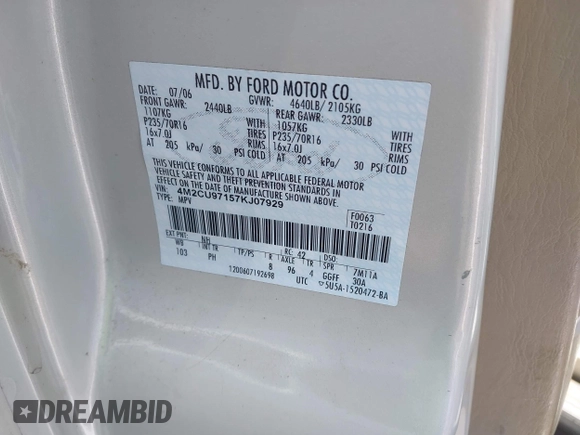 MFD. BY FORD MOTOR CO.
DATE: 07/06 GVWR: 4640LB/ 2105KG
FRONT GAWR: 2440LB REAR GAWR: 2330LB
1107KG WITH 1057KG WITH
P235/70R16 TIRES P235/70R16 TIRES
16x7.0J RIMS 16x7.0J RIMS
AT 205 kPa/ 30 PSI COLD AT 205 kPa/ 30 PSI COLD
THIS VEHICLE CONFORMS TO ALL APPLICABLE FEDERAL MOTOR
VEHICLE SAFETY AND THEFT PREVENTION STANDARDS IN
EFFECT ON THE DATE OF MANUFACTURE SHOWN ABOVE.
VIN: 4M2CU97157KJ07929
TYPE: MPV
F0063
T0216
EXT PNT: NH RC: 42 DSO:
WB INT TR TP/PS R AXLE TR SPR 7M11A
103 PH 8 96 4 GGFF 30A
1200607192698 UTC 5U5A-1520472-BA
DREAMBID